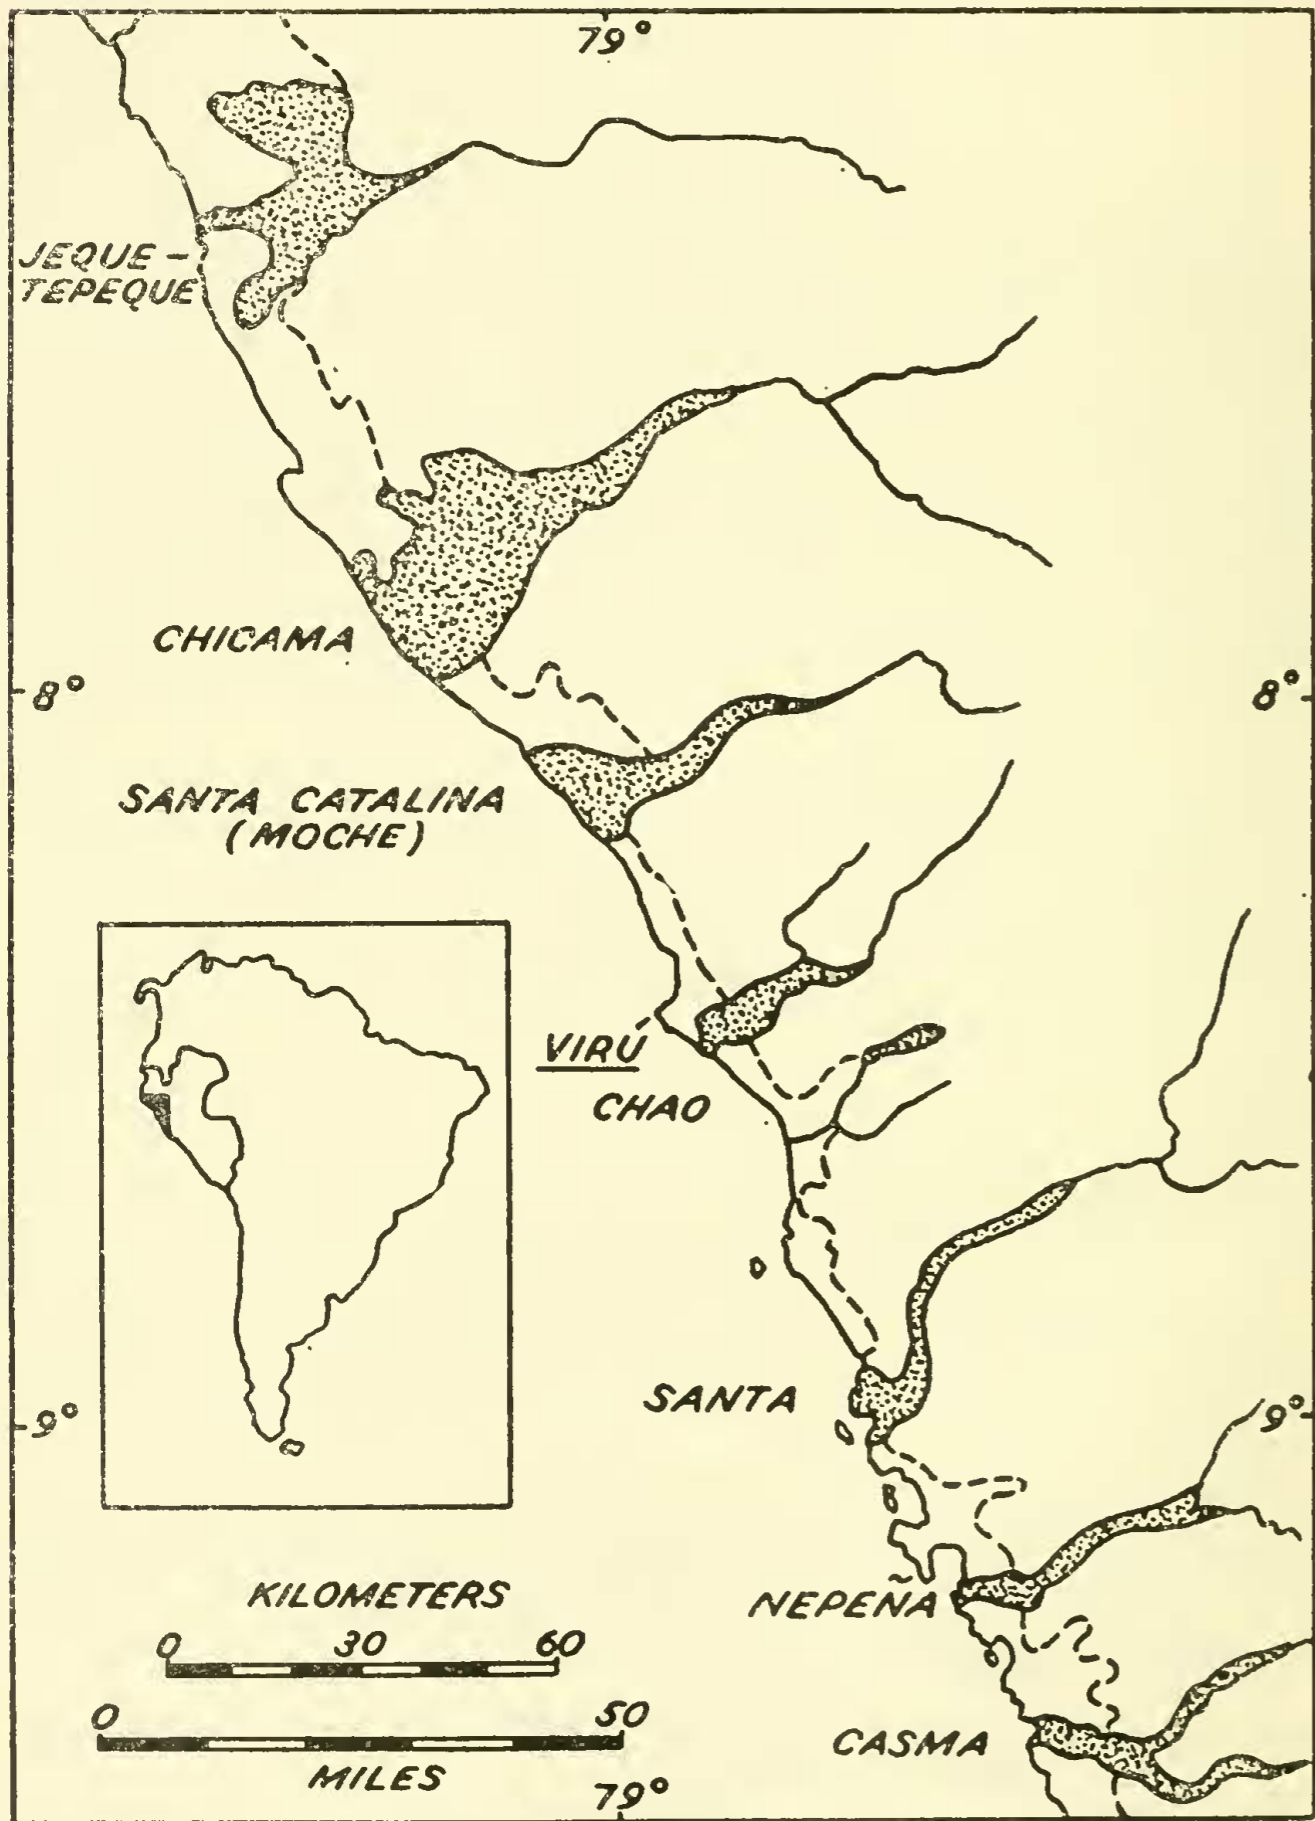 79°
JEQUE-
TEPEQUE
CHICAMA
8° 8°
SANTA CATALINA
(MOCHE)
VIRÚ
CHAO
SANTA
9° 9°
KILOMETERS
NEPEÑA
0 30 60
0 50
CASMA
MILES
79°